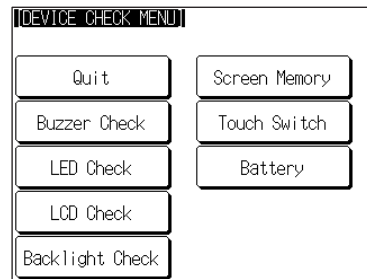 [DEVICE CHECK MENU]
Quit
Screen Memory
Buzzer Check
Touch Switch
LED Check
Battery
LCD Check
Backlight Check